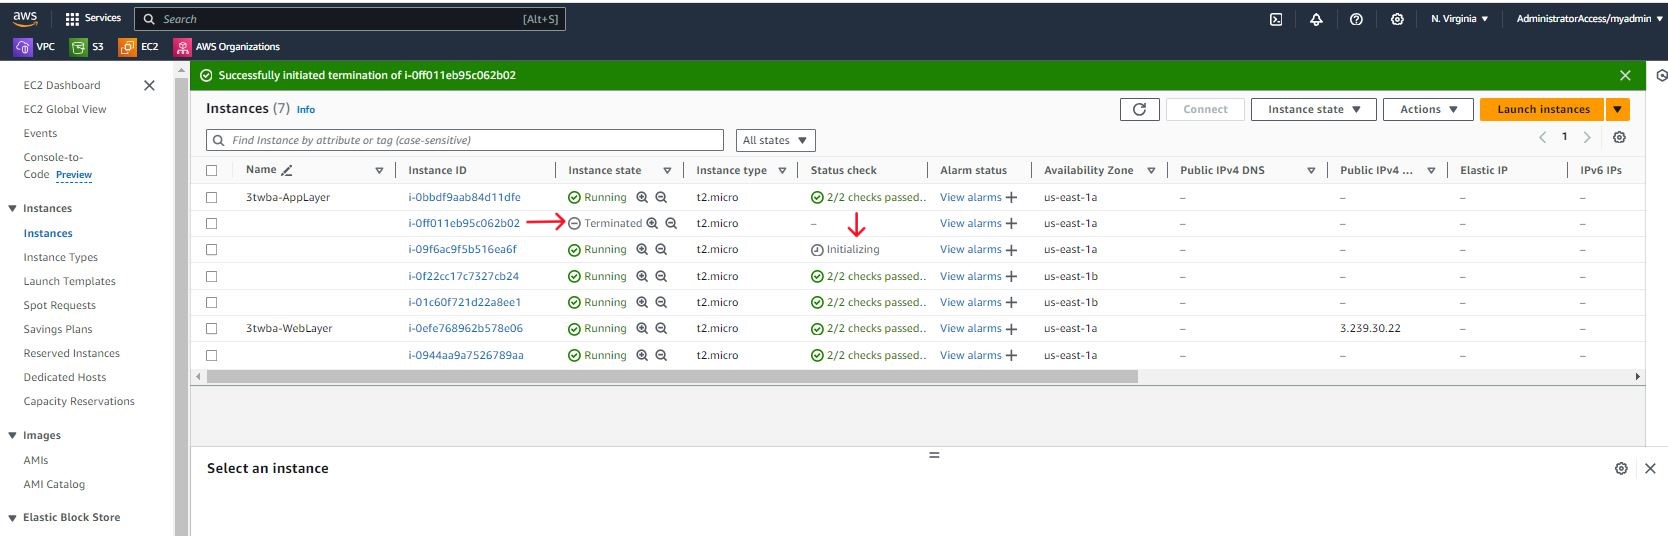 aws Services Search [Alt+S] N. Virginia AdministratorAccess/myadmin
VPC S3 EC2 AWS Organizations
EC2 Dashboard
EC2 Global View
Events
Console-to-
Code Preview
Instances
Instances
Instance Types
Launch Templates
Spot Requests
Savings Plans
Reserved Instances
Dedicated Hosts
Capacity Reservations
Images
AMIs
AMI Catalog
Elastic Block Store
Successfully initiated termination of i-0ff011eb95c062b02
Instances (7) Info Connect Instance state Actions Launch instances
Find Instance by attribute or tag (case-sensitive) All states 1
Name Instance ID Instance state Instance type Status check Alarm status Availability Zone Public IPv4 DNS Public IPv4 ... Elastic IP IPv6 IPs
3twba-AppLayer i-0bbdf9aab84d11dfe Running t2.micro 2/2 checks passed.. View alarms + us-east-1a – – – –
i-0ff011eb95c062b02 Terminated t2.micro – View alarms + us-east-1a – – – –
i-09f6ac9f5b516ea6f Running t2.micro Initializing View alarms + us-east-1a – – – –
i-0f22cc17c7327cb24 Running t2.micro 2/2 checks passed.. View alarms + us-east-1b – – – –
i-01c60f721d22a8ee1 Running t2.micro 2/2 checks passed.. View alarms + us-east-1b – – – –
3twba-WebLayer i-0efe768962b578e06 Running t2.micro 2/2 checks passed.. View alarms + us-east-1a – 3.239.30.22 – –
i-0944aa9a7526789aa Running t2.micro 2/2 checks passed.. View alarms + us-east-1a – – – –
Select an instance